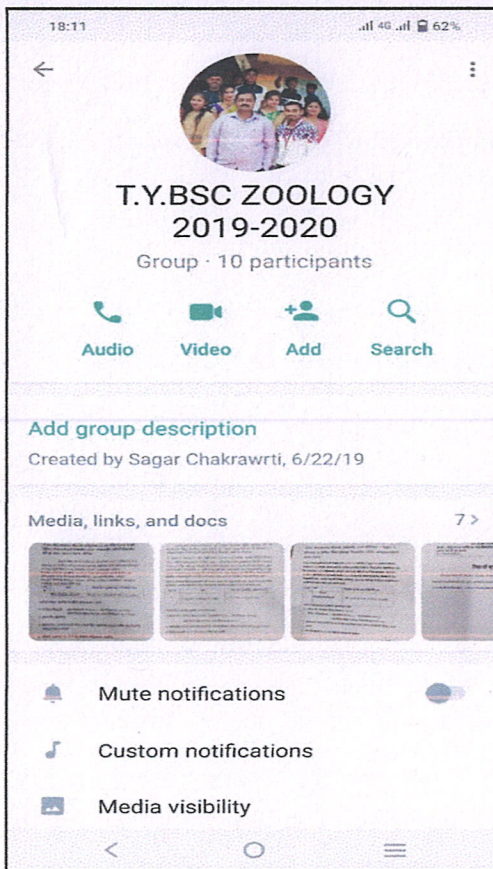 18:11 4G 62%
T.Y.BSC ZOOLOGY
2019-2020
Group · 10 participants
Audio Video Add Search
Add group description
Created by Sagar Chakrawrti, 6/22/19
Media, links, and docs 7 >
Mute notifications
Custom notifications
Media visibility